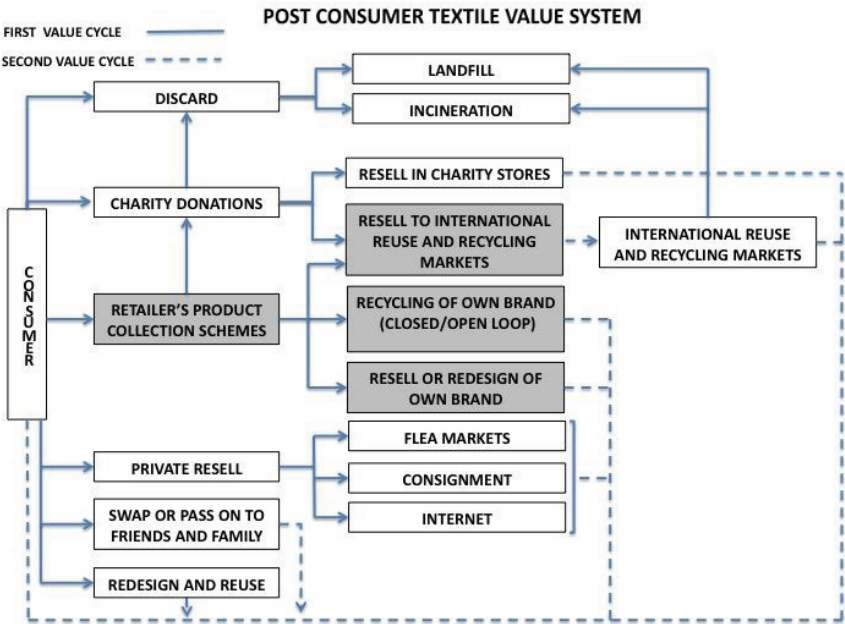 POST CONSUMER TEXTILE VALUE SYSTEM
FIRST VALUE CYCLE
SECOND VALUE CYCLE
DISCARD
LANDFILL
INCINERATION
CHARITY DONATIONS
RESELL IN CHARITY STORES
RESELL TO INTERNATIONAL
REUSE AND RECYCLING
MARKETS
INTERNATIONAL REUSE
AND RECYCLING MARKETS
CONSUMER
RETAILER'S PRODUCT
COLLECTION SCHEMES
RECYCLING OF OWN BRAND
(CLOSED/OPEN LOOP)
RESELL OR REDESIGN OF
OWN BRAND
PRIVATE RESELL
FLEA MARKETS
CONSIGNMENT
INTERNET
SWAP OR PASS ON TO
FRIENDS AND FAMILY
REDESIGN AND REUSE